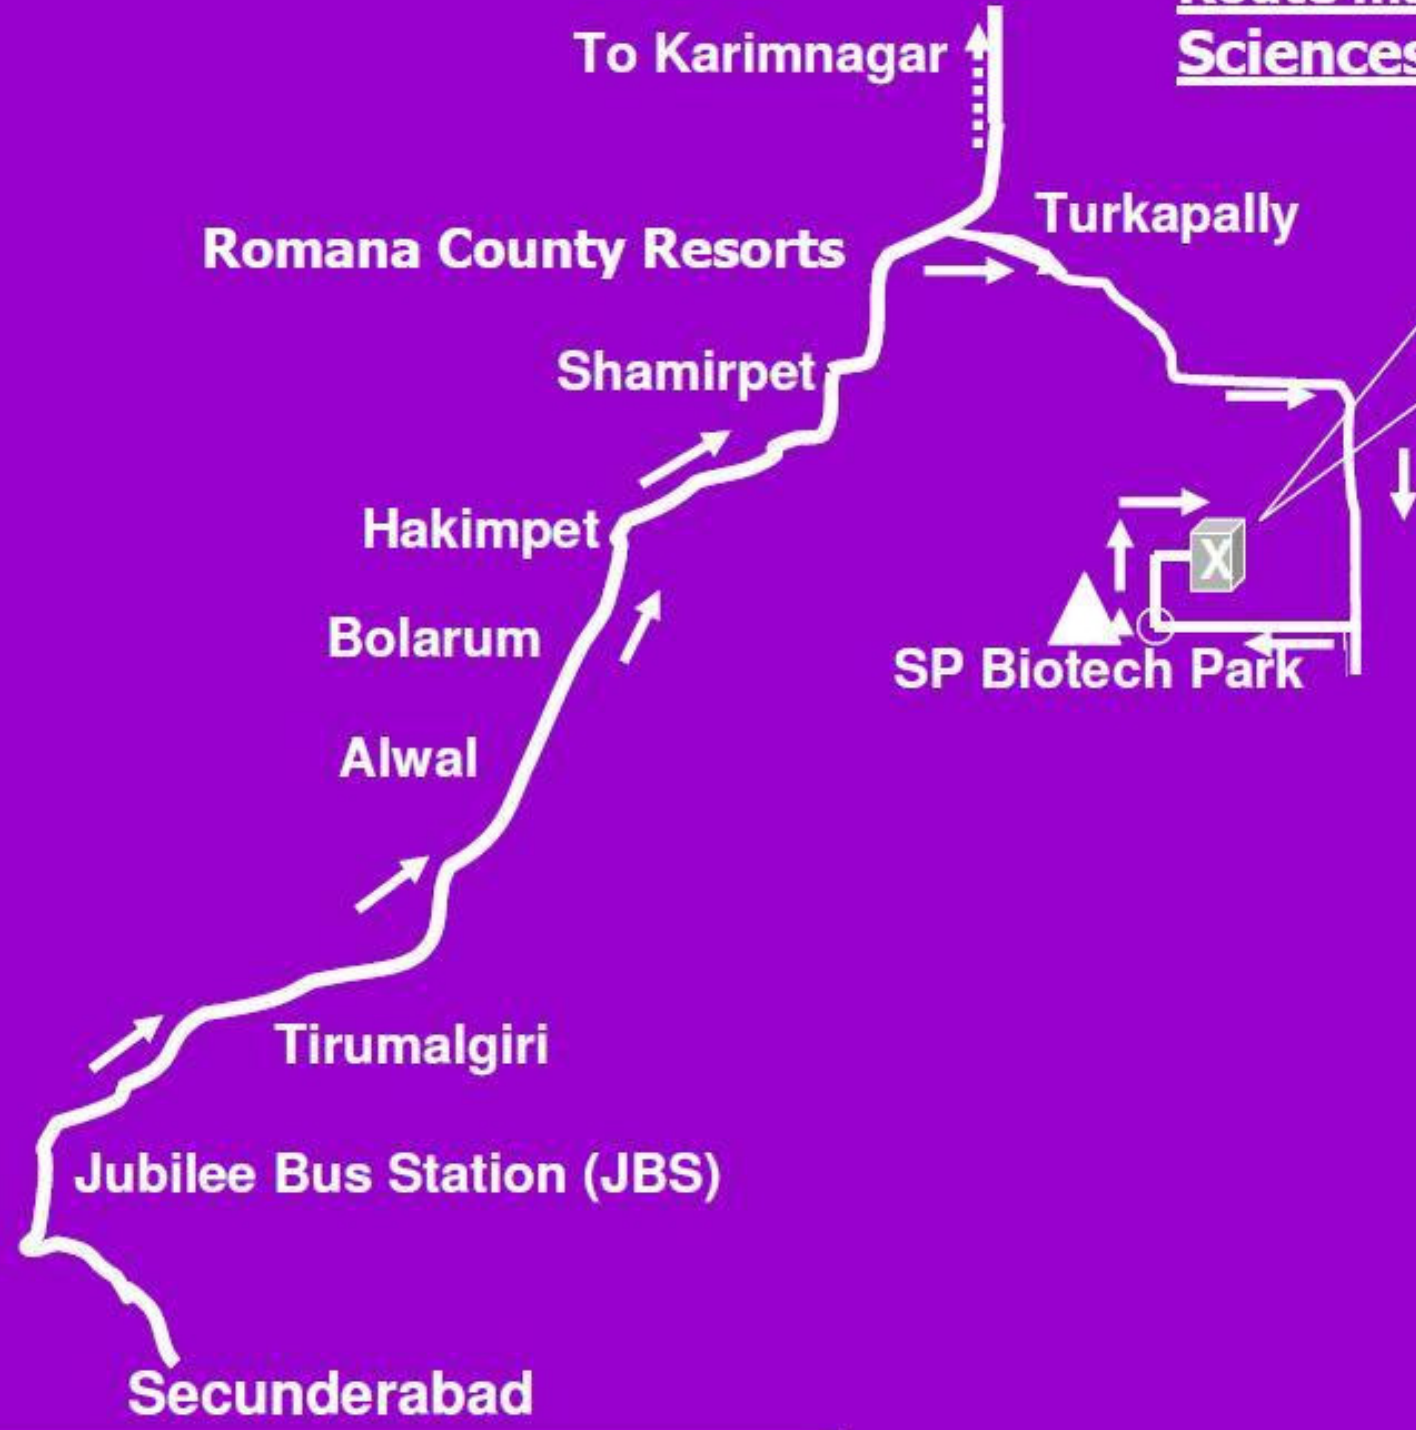 Sciences
To Karimnagar
Turkapally
Romana County Resorts
Shamirpet
Hakimpet
X
Bolarum
SP Biotech Park
Alwal
Tirumalgiri
Jubilee Bus Station (JBS)
Secunderabad